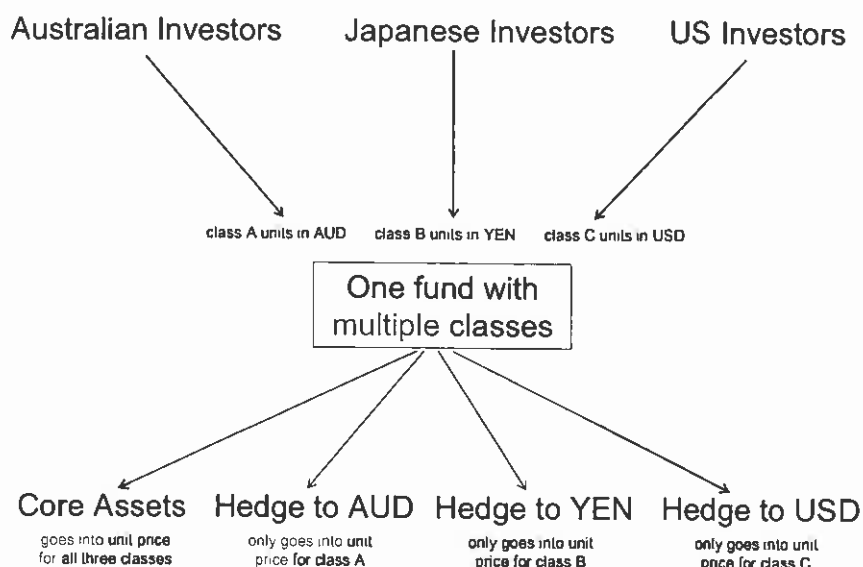 Australian Investors
Japanese Investors
US Investors
class A units in AUD
class B units in YEN
class C units in USD
One fund with
multiple classes
Core Assets
goes into unit price
for all three classes
Hedge to AUD
only goes into unit
price for class A
Hedge to YEN
only goes into unit
price for class B
Hedge to USD
only goes into unit
price for class C